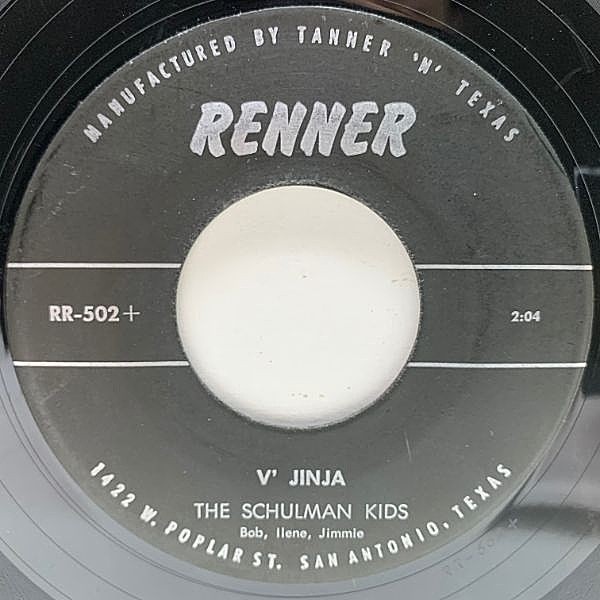 MANUFACTURED BY TANNER 'N' TEXAS
RENNER
RR-502+
2:04
V' JINJA
THE SCHULMAN KIDS
Bob, Ilene, Jimmie
1422 W. POPLAR ST. SAN ANTONIO, TEXAS